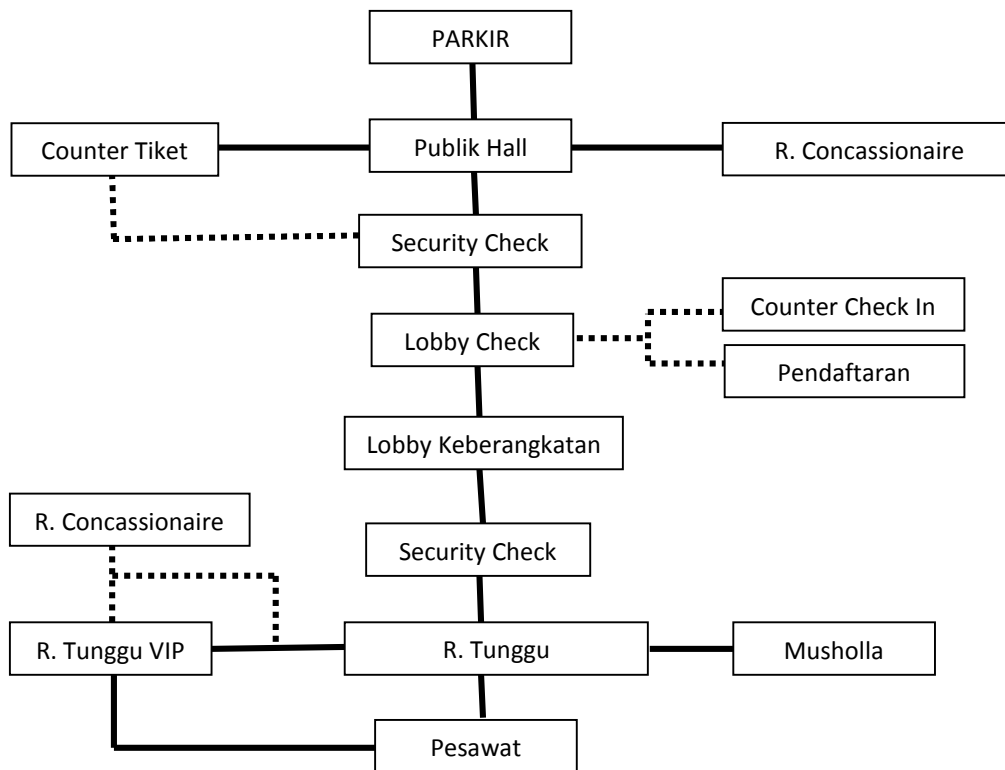 PARKIR
Counter Tiket
Publik Hall
R. Concassionaire
Security Check
Counter Check In
Lobby Check
Pendaftaran
Lobby Keberangkatan
R. Concassionaire
Security Check
R. Tunggu VIP
R. Tunggu
Musholla
Pesawat